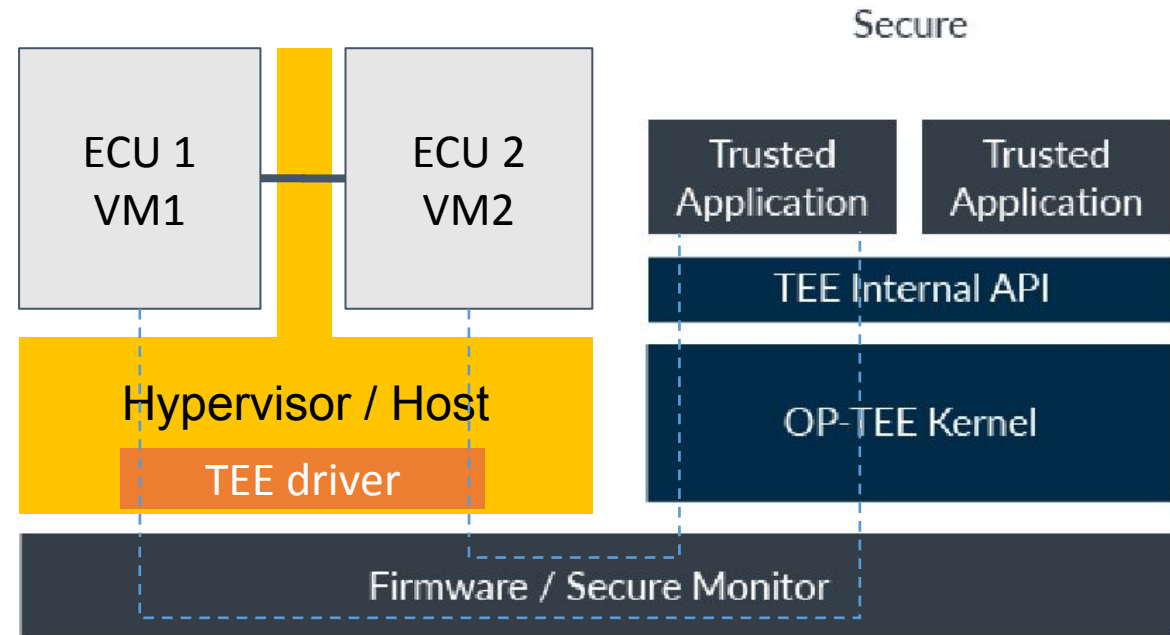 Secure
ECU 1
VM1
ECU 2
VM2
Trusted
Application
Trusted
Application
TEE Internal API
Hypervisor / Host
OP-TEE Kernel
TEE driver
Firmware / Secure Monitor